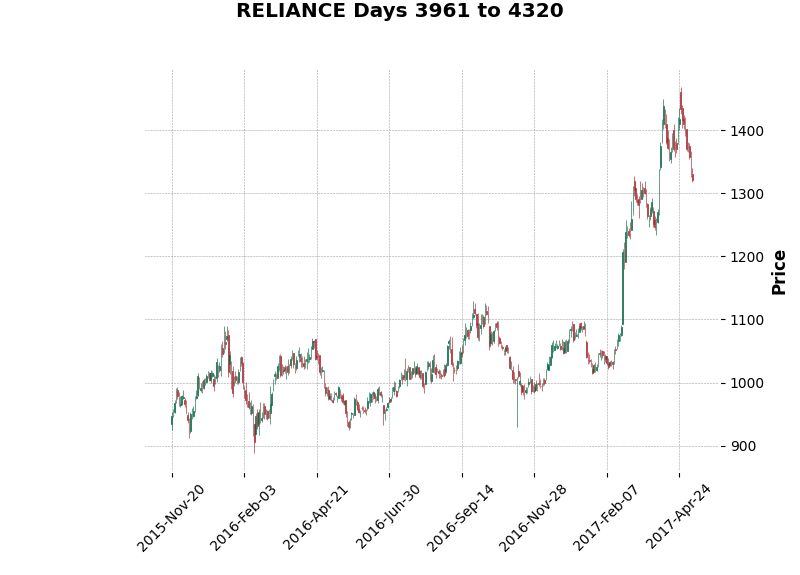 RELIANCE Days 3961 to 4320
1400
1300
1200
1100
1000
900
Price
2015-Nov-20
2016-Feb-03
2016-Apr-21
2016-Jun-30
2016-Sep-14
2016-Nov-28
2017-Feb-07
2017-Apr-24